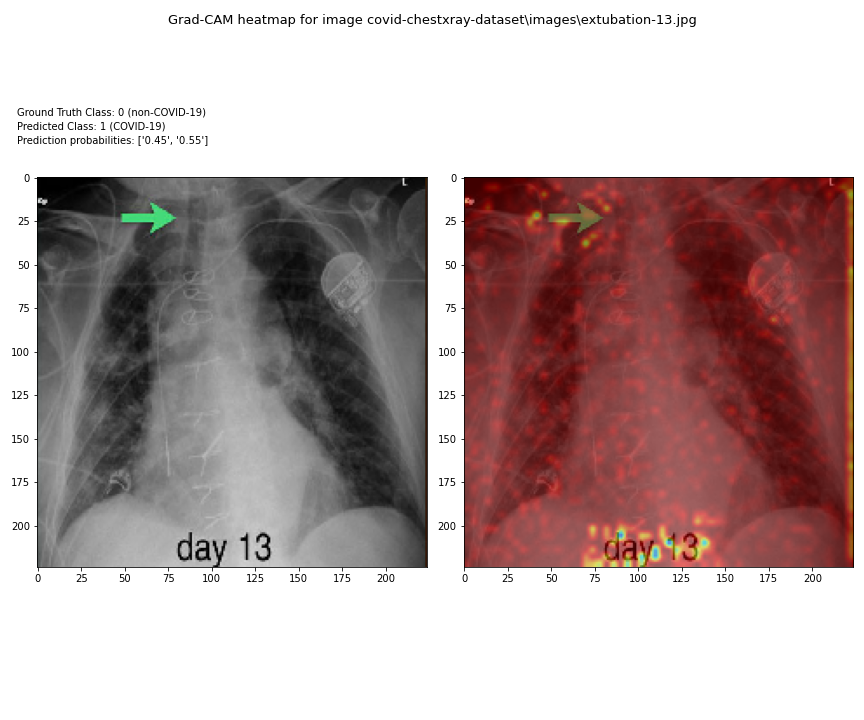 Grad-CAM heatmap for image covid-chestxray-dataset\images\extubation-13.jpg
Ground Truth Class: 0 (non-COVID-19)
Predicted Class: 1 (COVID-19)
Prediction probabilities: ['0.45', '0.55']
L
0
25
50
75
100
125
150
175
200
day 13
0 25 50 75 100 125 150 175 200
L
0
25
50
75
100
125
150
175
200
day 13
0 25 50 75 100 125 150 175 200